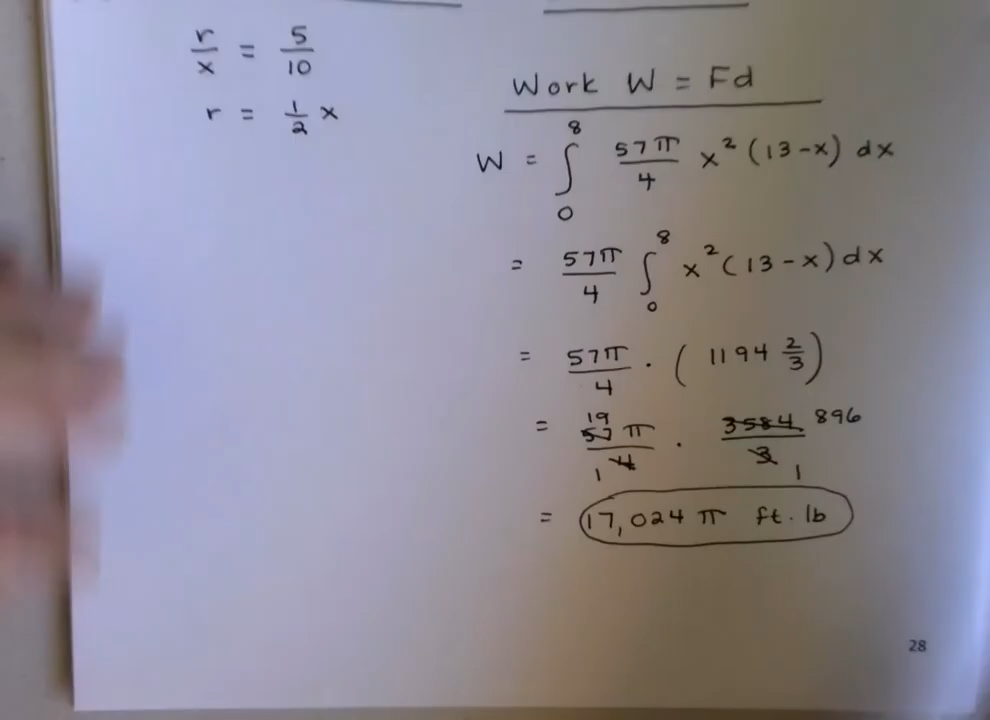 r/x = 5/10
r = 1/2 x
Work W = Fd
W = ∫₀⁸ 57π/4 x² (13-x) dx
= 57π/4 ∫₀⁸ x² (13-x) dx
= 57π/4 · (1194 2/3)
= 19 57π/4 1 · 3584/3 896 1
= 17,024 π ft. lb
28